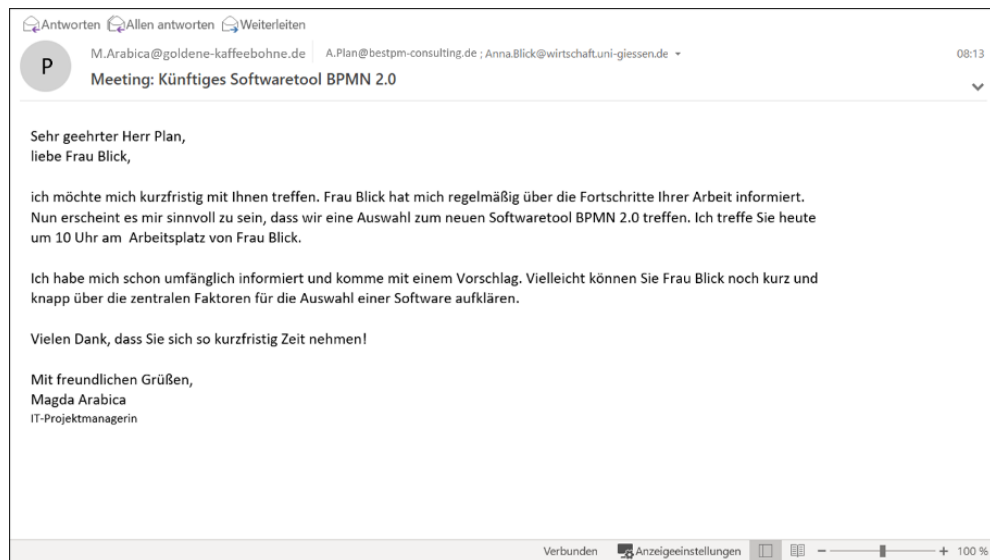 Antworten Allen antworten Weiterleiten
P
M.Arabica@goldene-kaffeebohne.de A.Plan@bestpm-consulting.de ; Anna.Blick@wirtschaft.uni-giessen.de 08:13
Meeting: Künftiges Softwaretool BPMN 2.0
Sehr geehrter Herr Plan,
liebe Frau Blick,
ich möchte mich kurzfristig mit Ihnen treffen. Frau Blick hat mich regelmäßig über die Fortschritte Ihrer Arbeit informiert.
Nun erscheint es mir sinnvoll zu sein, dass wir eine Auswahl zum neuen Softwaretool BPMN 2.0 treffen. Ich treffe Sie heute
um 10 Uhr am Arbeitsplatz von Frau Blick.
Ich habe mich schon umfänglich informiert und komme mit einem Vorschlag. Vielleicht können Sie Frau Blick noch kurz und
knapp über die zentralen Faktoren für die Auswahl einer Software aufklären.
Vielen Dank, dass Sie sich so kurzfristig Zeit nehmen!
Mit freundlichen Grüßen,
Magda Arabica
IT-Projektmanagerin
Verbunden Anzeigeeinstellungen - + 100 %